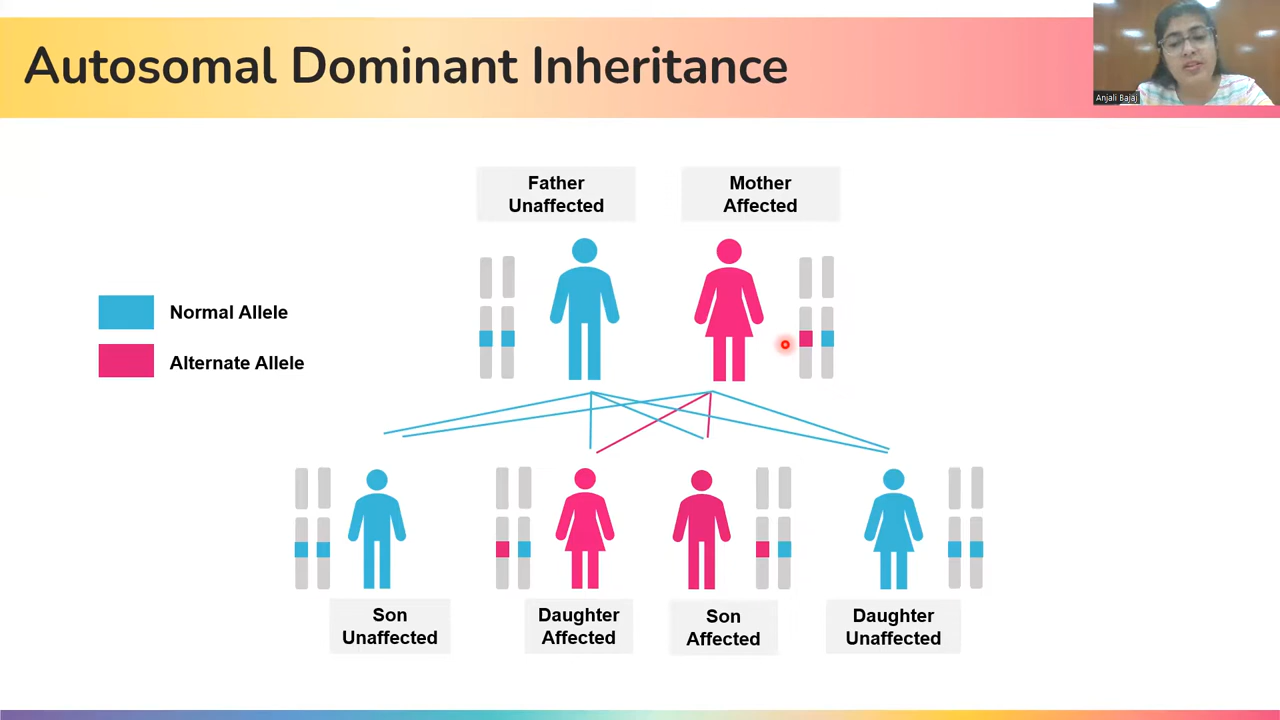 Autosomal Dominant Inheritance
Anjali Bajaj
Father
Unaffected
Mother
Affected
Normal Allele
Alternate Allele
Son
Unaffected
Daughter
Affected
Son
Affected
Daughter
Unaffected